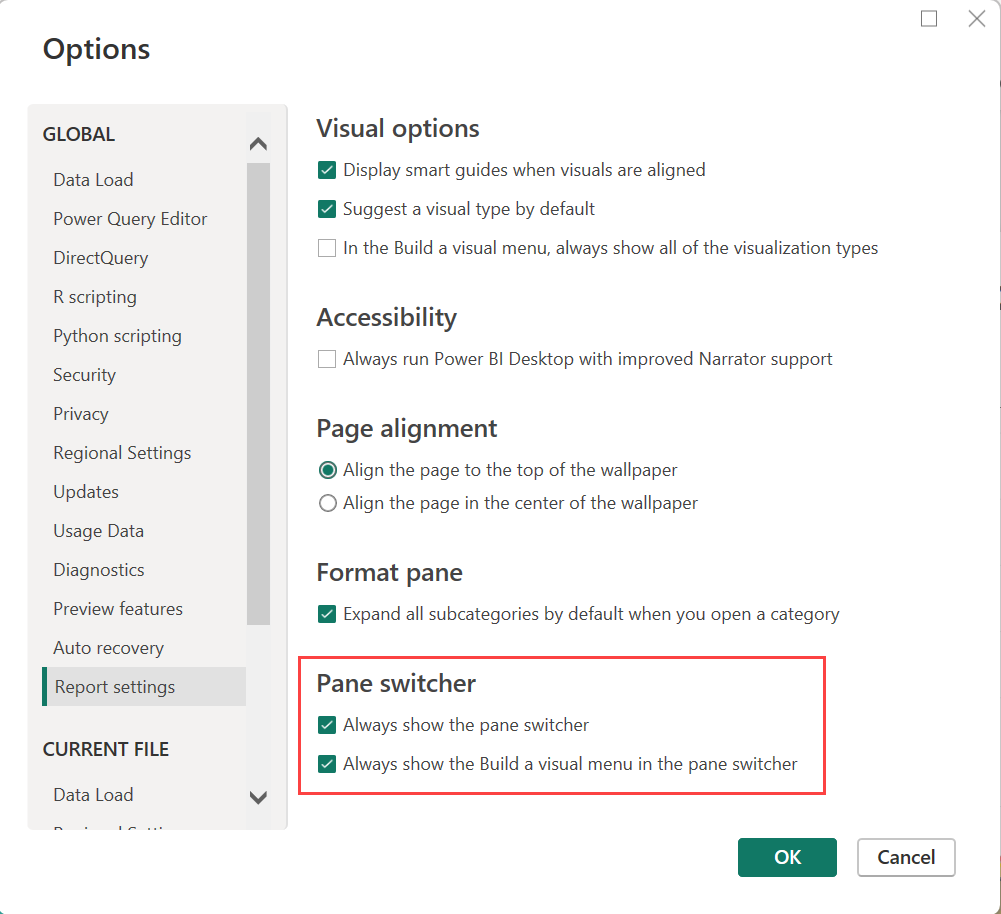 Options
GLOBAL
Data Load
Power Query Editor
DirectQuery
R scripting
Python scripting
Security
Privacy
Regional Settings
Updates
Usage Data
Diagnostics
Preview features
Auto recovery
Report settings
CURRENT FILE
Data Load
Visual options
Display smart guides when visuals are aligned
Suggest a visual type by default
In the Build a visual menu, always show all of the visualization types
Accessibility
Always run Power BI Desktop with improved Narrator support
Page alignment
Align the page to the top of the wallpaper
Align the page in the center of the wallpaper
Format pane
Expand all subcategories by default when you open a category
Pane switcher
Always show the pane switcher
Always show the Build a visual menu in the pane switcher
OK
Cancel